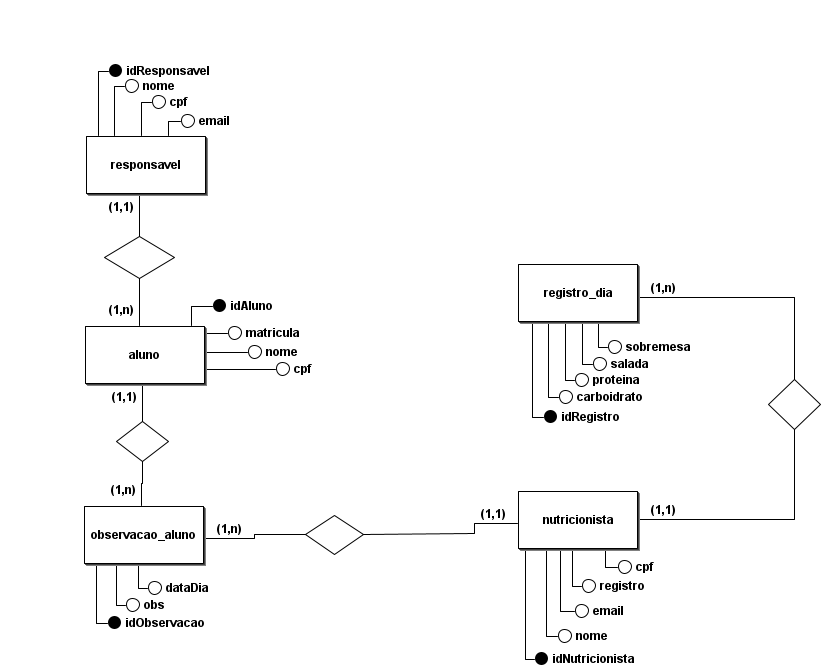 idResponsavel
nome
cpf
email
responsavel
(1,1)
(1,n)
idAluno
matricula
nome
cpf
aluno
(1,1)
(1,n)
observacao_aluno
dataDia
obs
idObservacao
(1,n)
(1,1)
registro_dia
(1,n)
sobremesa
salada
proteina
carboidrato
idRegistro
nutricionista
(1,1)
cpf
registro
email
nome
idNutricionista